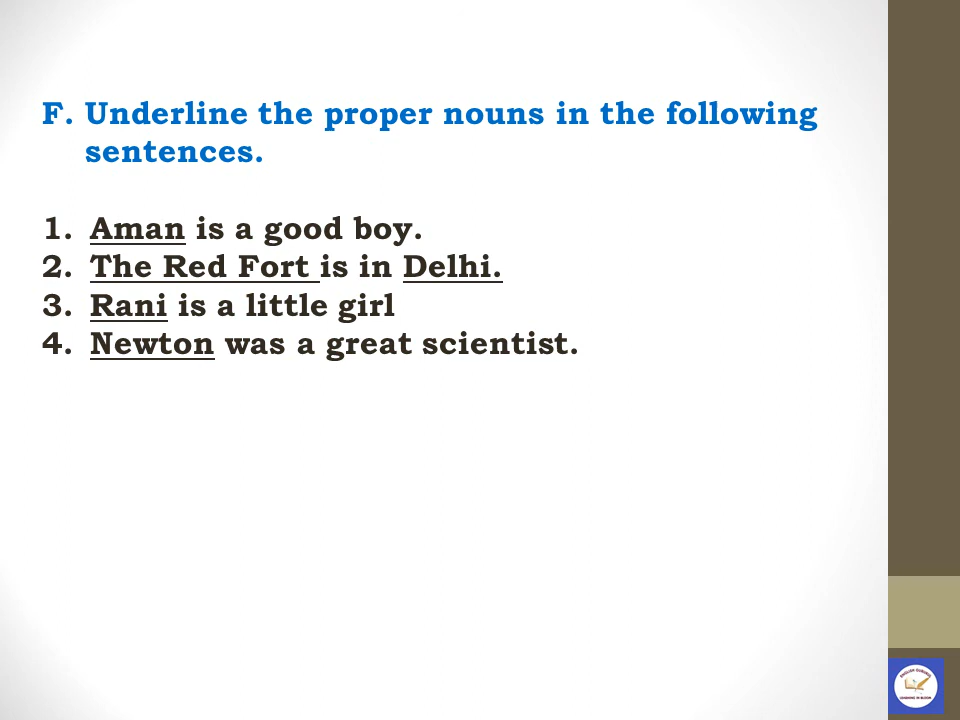 F. Underline the proper nouns in the following
sentences.
1. Aman is a good boy.
2. The Red Fort is in Delhi.
3. Rani is a little girl
4. Newton was a great scientist.